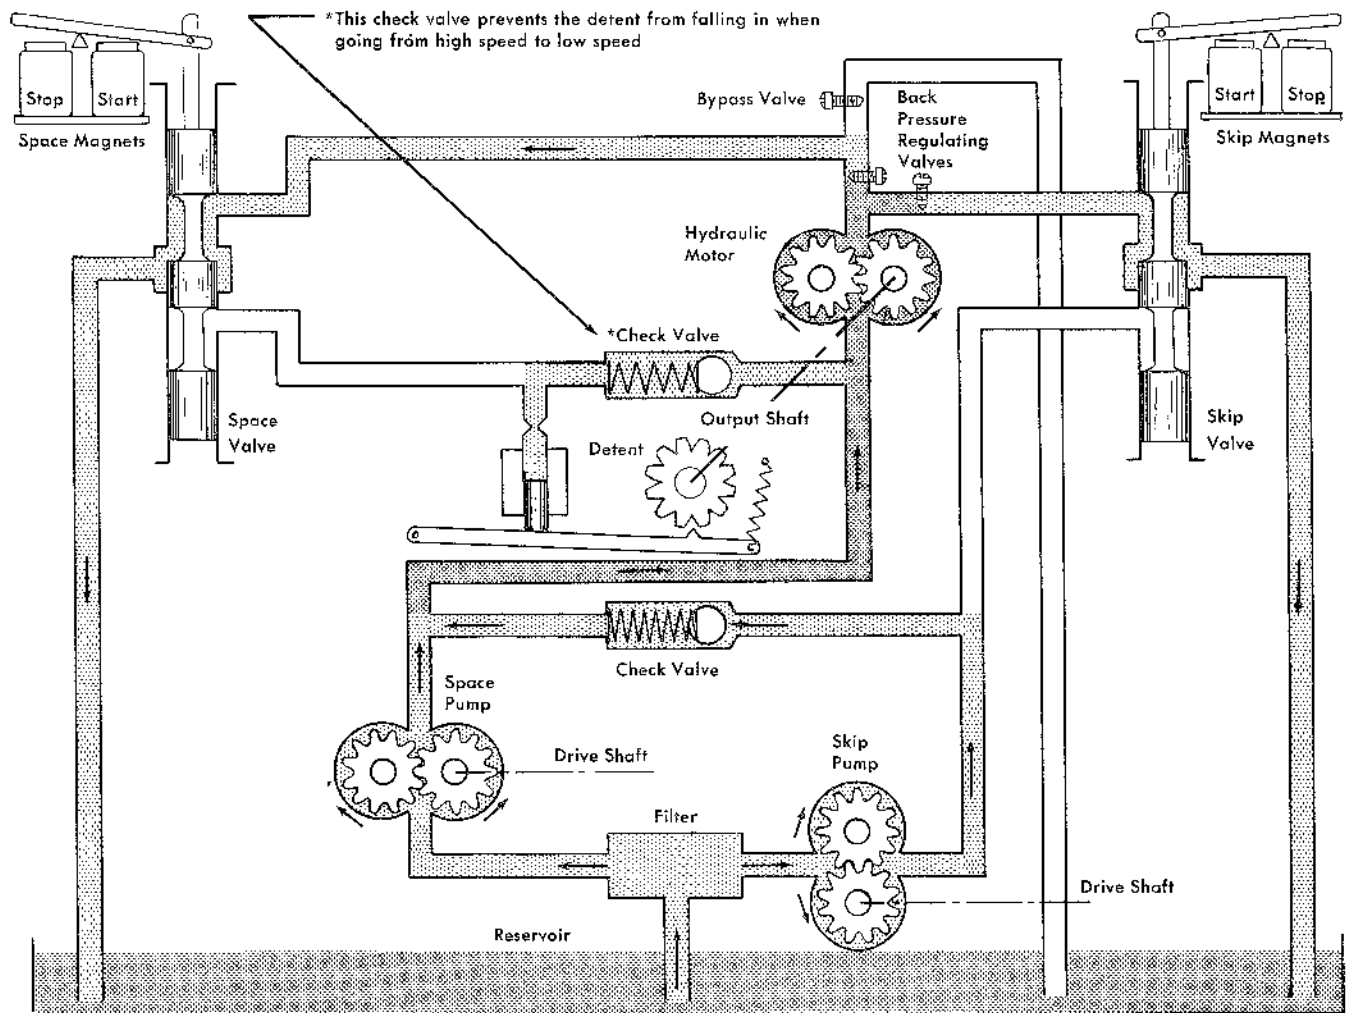 *This check valve prevents the detent from falling in when
going from high speed to low speed
Stop
Start
Space Magnets
Bypass Valve
Back
Pressure
Regulating
Valves
Start
Stop
Skip Magnets
Hydraulic
Motor
*Check Valve
Output Shaft
Space
Valve
Detent
Skip
Valve
Check Valve
Space
Pump
Drive Shaft
Skip
Pump
Filter
Drive Shaft
Reservoir